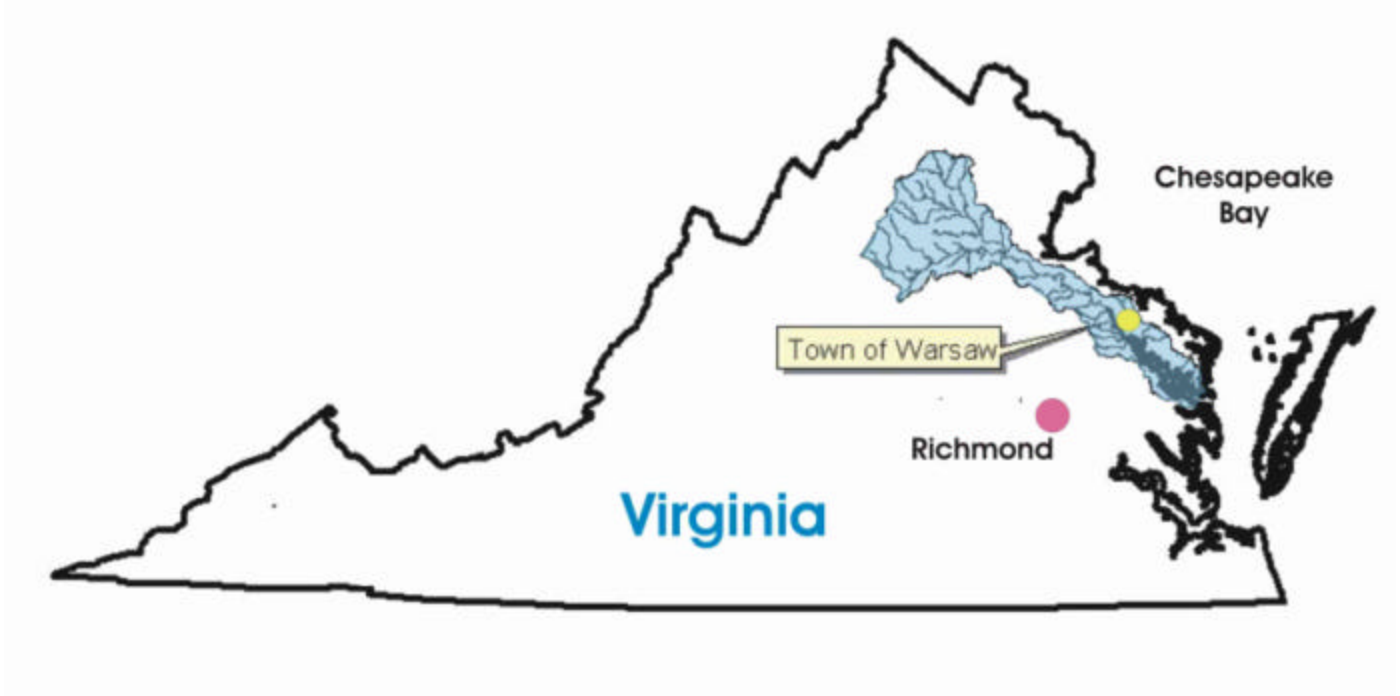 Chesapeake
Bay
Town of Warsaw
Richmond
Virginia